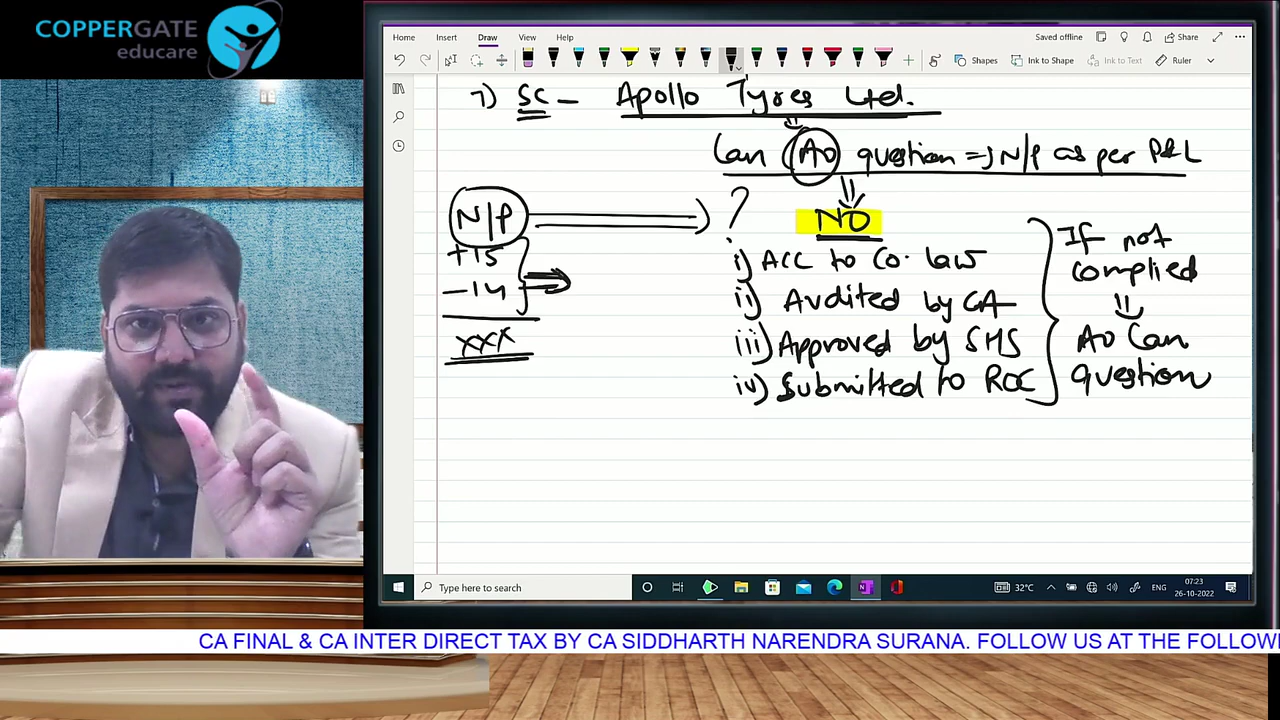 COPPERGATE
educare
Home Insert Draw View Help
Saved offline
Share
Shapes
Ink to Shape
Ink to Text
Ruler
7) SC - Apollo Tyres Ltd.
Can AO question => N/P as per P&L
N/P
?
NO
+15
-14
xxx
i) Acc to Co. law
ii) Audited by CA
iii) Approved by SHS
iv) Submitted to ROC
If not
complied
AO Can
question
Type here to search
32°C
ENG
07:23
26-10-2022
CA FINAL & CA INTER DIRECT TAX BY CA SIDDHARTH NARENDRA SURANA. FOLLOW US AT THE FOLLOWI